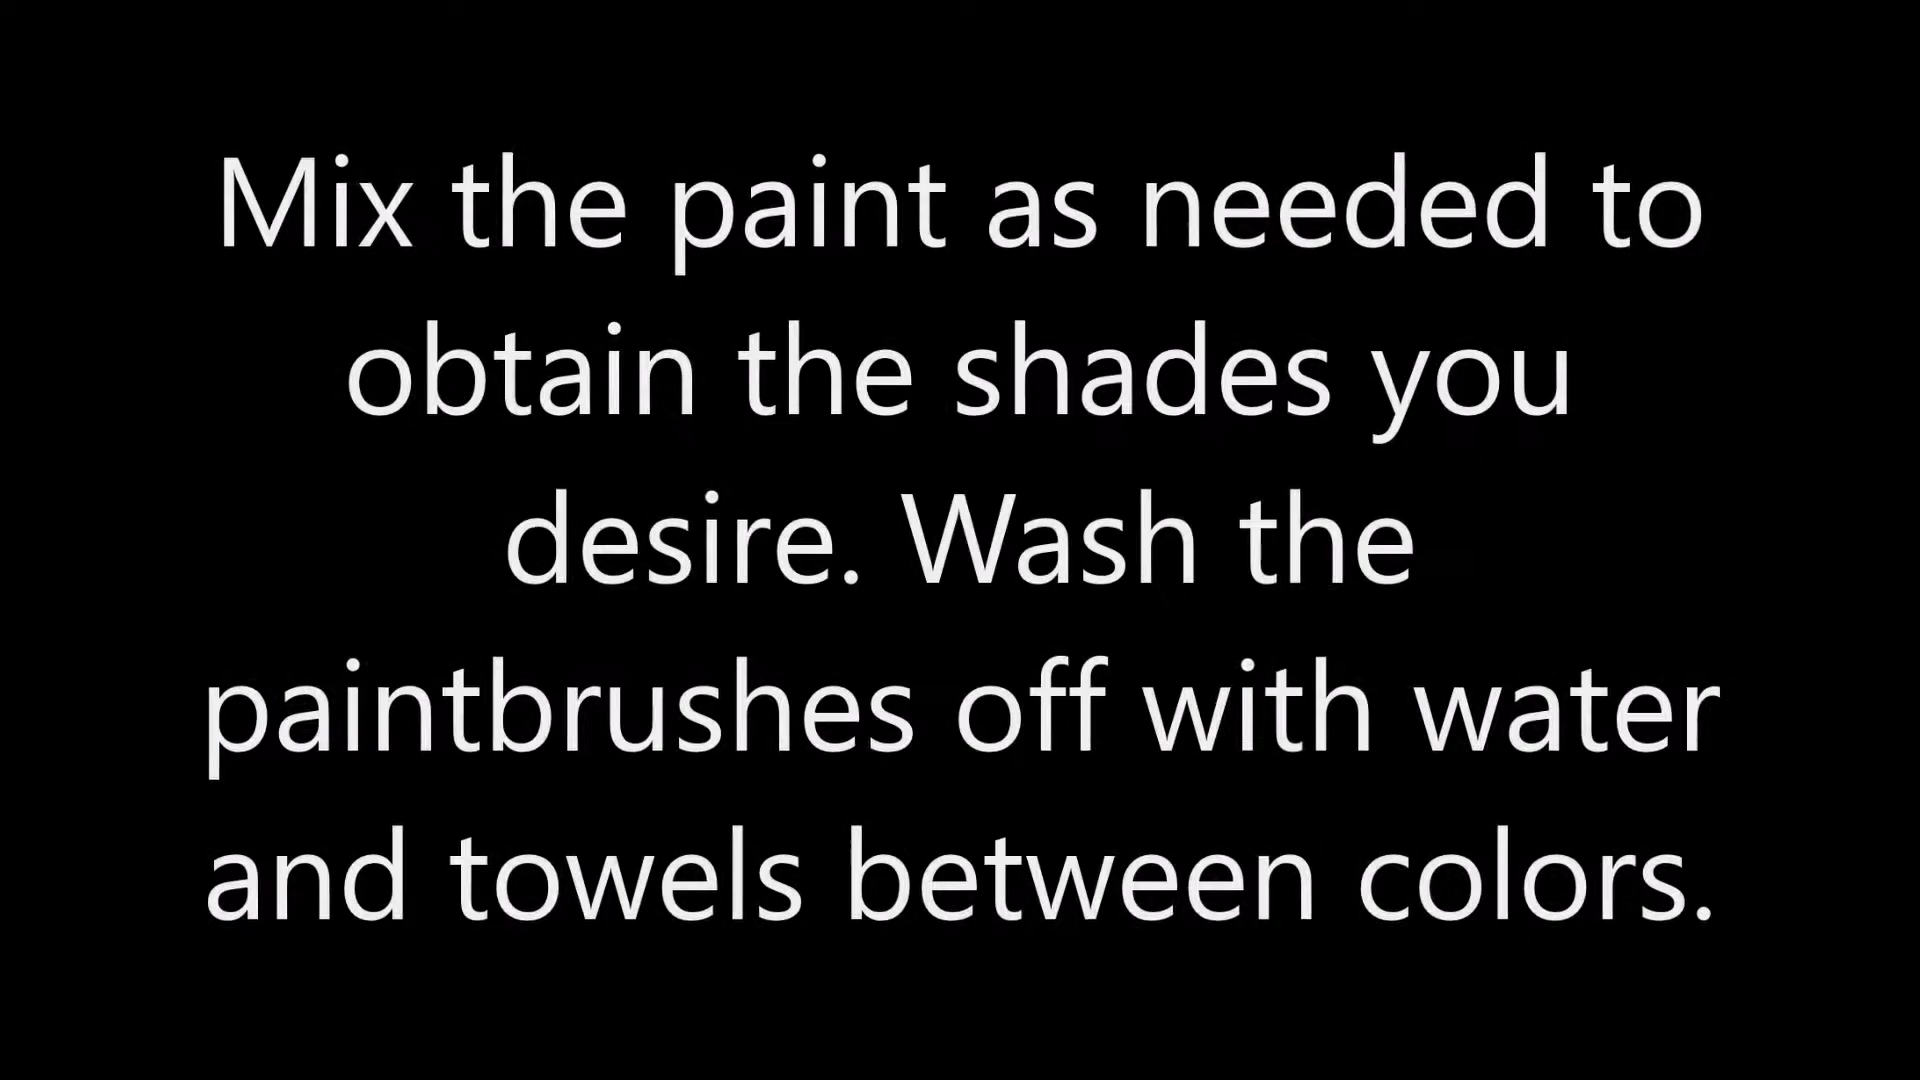 Mix the paint as needed to
obtain the shades you
desire. Wash the
paintbrushes off with water
and towels between colors.